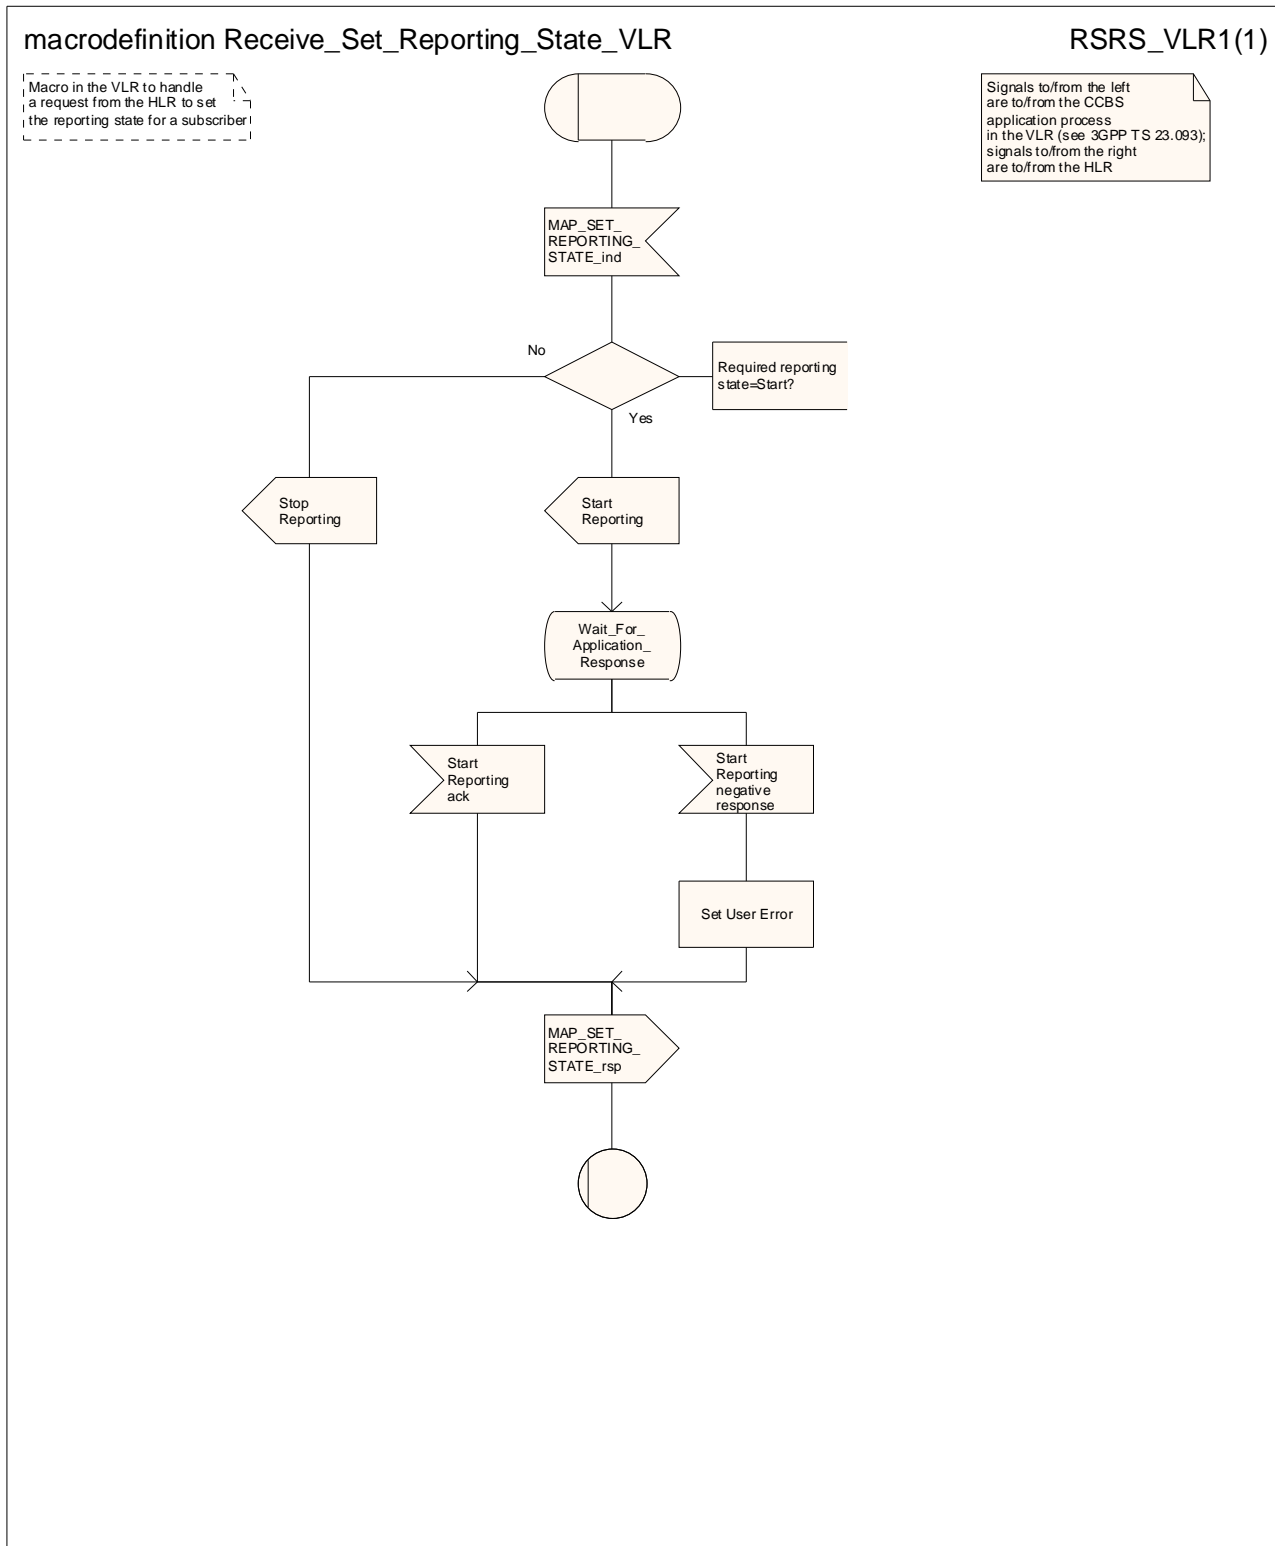 macrodefinition Receive_Set_Reporting_State_VLR
RSRS_VLR1(1)
Macro in the VLR to handle
a request from the HLR to set
the reporting state for a subscriber
Signals to/from the left
are to/from the CCBS
application process
in the VLR (see 3GPP TS 23.093);
signals to/from the right
are to/from the HLR
MAP_SET_
REPORTING_
STATE_ind
No
Required reporting
state=Start?
Yes
Stop
Reporting
Start
Reporting
Wait_For_
Application_
Response
Start
Reporting
ack
Start
Reporting
negative
response
Set User Error
MAP_SET_
REPORTING_
STATE_rsp